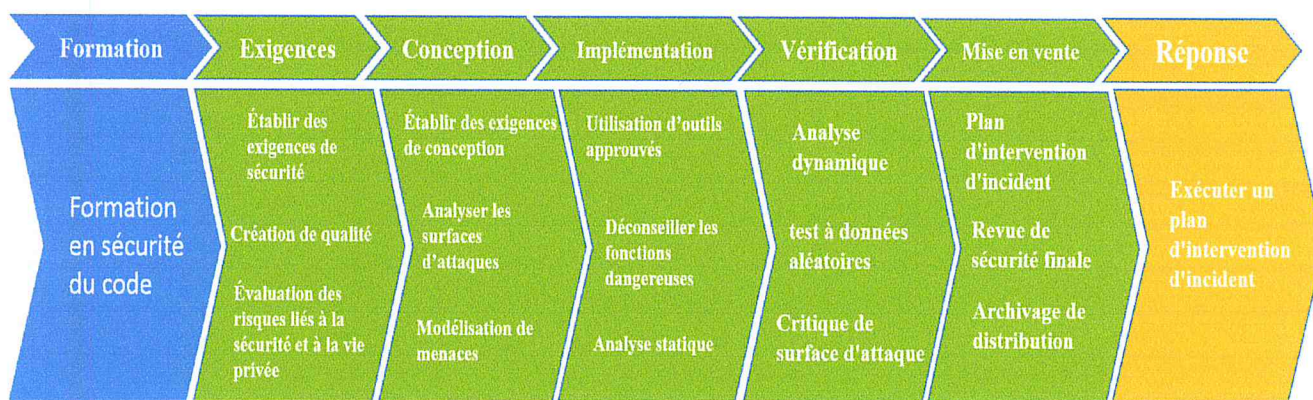 Formation
Exigences
Conception
Implémentation
Vérification
Mise en vente
Réponse
Formation
en sécurité
du code
Établir des
exigences de
sécurité
Création de qualité
Évaluation des
risques liés à la
sécurité et à la vie
privée
Établir des exigences
de conception
Analyser les
surfaces
d'attaques
Modélisation de
menaces
Utilisation d'outils
approuvés
Déconseiller les
fonctions
dangereuses
Analyse statique
Analyse
dynamique
test à données
aléatoires
Critique de
surface d'attaque
Plan
d'intervention
d'incident
Revue de
sécurité finale
Archivage de
distribution
Exécuter un
plan
d'intervention
d'incident